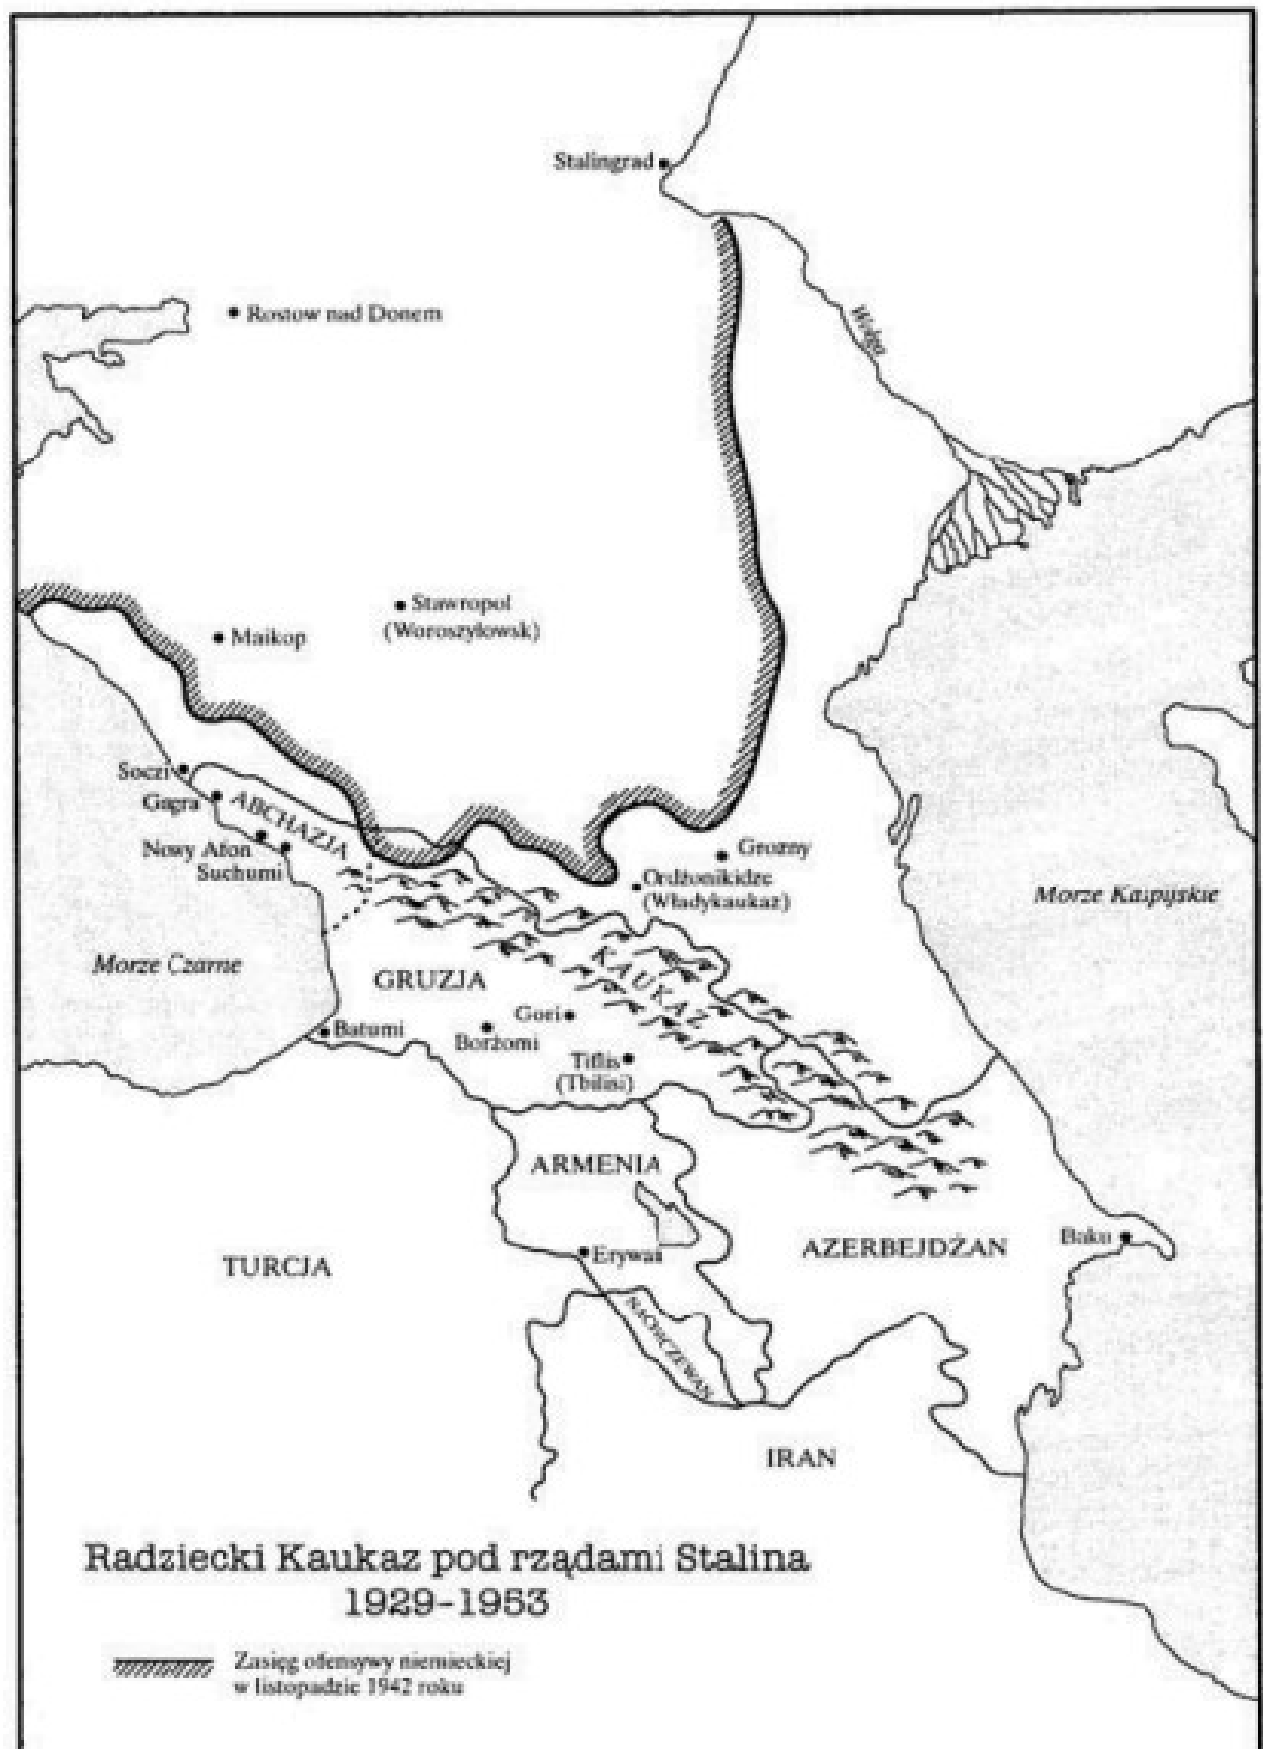 Stalingrad
Rostow nad Donem
Wołga
Stawropol
(Woroszyłowsk)
Maikop
Soczi
Gagra
ABCHAZJA
Nowy Afon
Suchumi
Grozny
Ordżonikidze
(Władykaukaz)
Morze Kaspijskie
Morze Czarne
GRUZJA
KAUKAZ
Gori
Batumi
Borżomi
Tiflis
(Tbilisi)
ARMENIA
Erywań
AZERBEJDŻAN
Baku
TURCJA
NACHICZEWAN
IRAN
Radziecki Kaukaz pod rządami Stalina
1929-1953
Zasięg ofensywy niemieckiej
w listopadzie 1942 roku